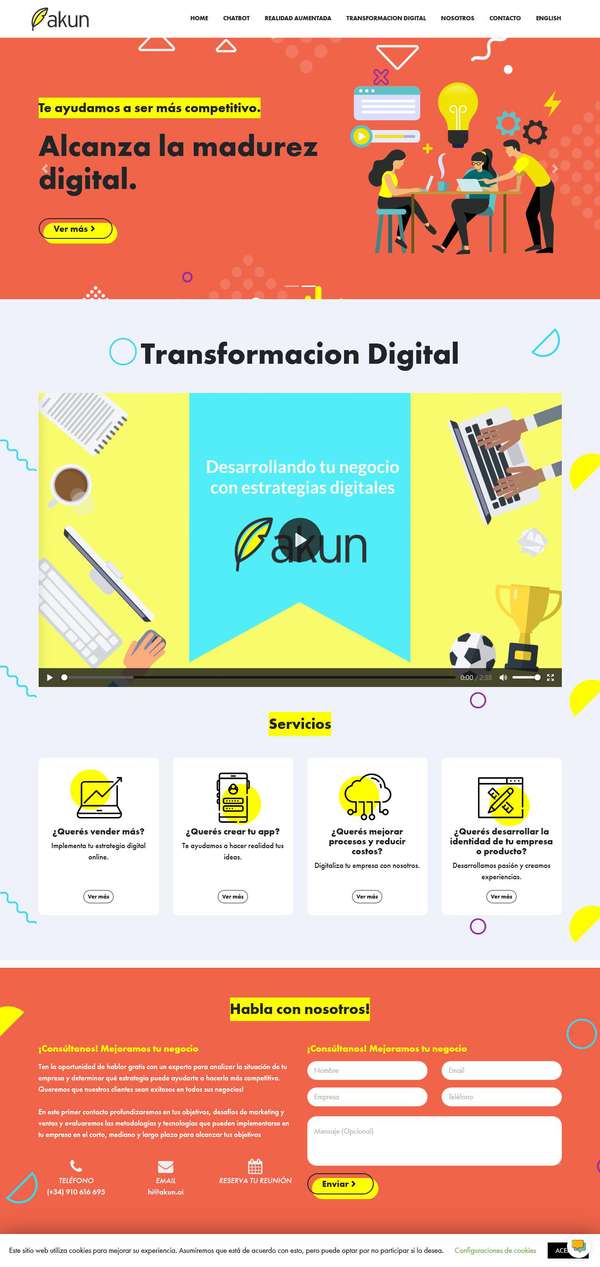 akun
HOME CHATBOT REALIDAD AUMENTADA TRANSFORMACION DIGITAL NOSOTROS CONTACTO ENGLISH
Te ayudamos a ser más competitivo.
Alcanza la madurez
digital.
Ver más
Transformacion Digital
Desarrollando tu negocio
con estrategias digitales
akun
0:00
Servicios
¿Querés vender más?
Implementa tu estrategia digital
online.
Ver más
¿Querés crear tu app?
Te ayudamos a hacer realidad tus
ideas.
Ver más
¿Querés mejorar
procesos y reducir
costos?
Digitaliza tu empresa con nosotros.
Ver más
¿Querés desarrollar la
identidad de tu empresa
o producto?
Desarrollamos pasión y creamos
experiencias.
Ver más
Habla con nosotros!
¡Consúltanos! Mejoramos tu negocio
Ten la oportunidad de hablar gratis con un experto para analizar la situación de tu
empresa y determinar qué estrategia puede ayudarte a hacerla más competitiva.
Queremos que nuestros clientes sean exitosos en todos sus negocios!
En este primer contacto profundizaremos en tus objetivos, desafíos de marketing y
ventas y evaluaremos las metodologías y tecnologías que pueden implementarse en
tu empresa en el corto, mediano y largo plazo para alcanzar tus objetivos
TELÉFONO
(+34) 910 616 695
EMAIL
hi@akun.ai
RESERVA TU REUNIÓN
¡Consúltanos! Mejoramos tu negocio
Nombre Email
Empresa Teléfono
Mensaje (Opcional)
Enviar
Este sitio web utiliza cookies para mejorar su experiencia. Asumiremos que está de acuerdo con esto, pero puede optar por no participar si lo desea. Configuraciones de cookies